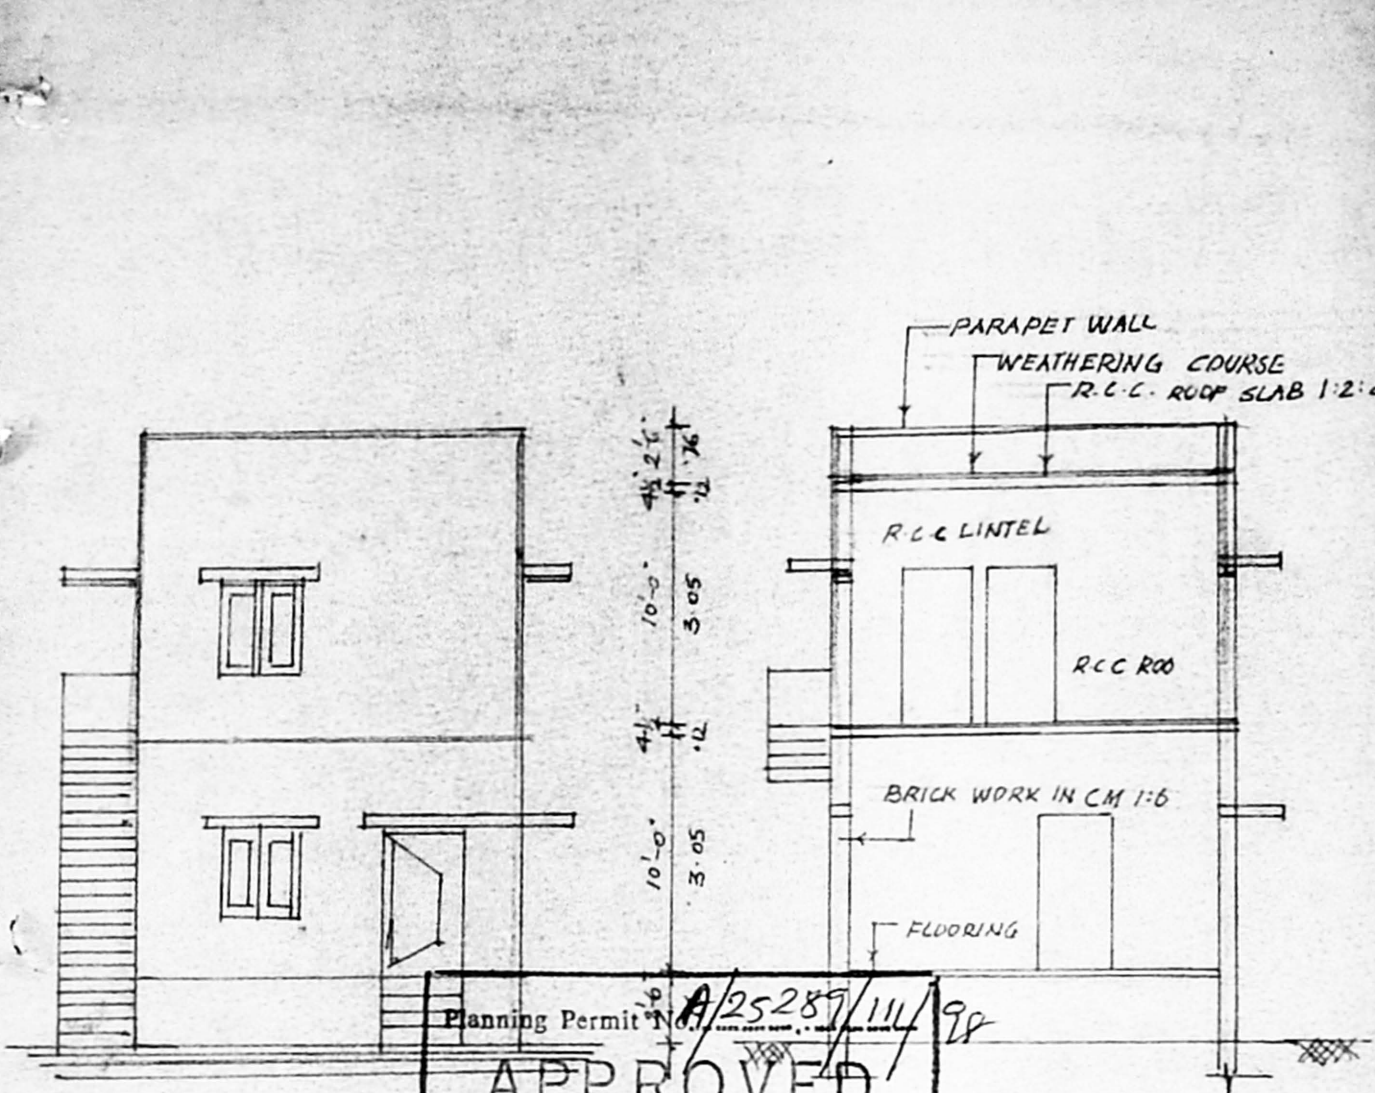 PARAPET WALL
WEATHERING COURSE
R.C.C. ROOF SLAB 1:2:
2'-6" .76
4½" .12
R.C.C LINTEL
10'-0" 3.05
R.C.C ROO
4½" .12
BRICK WORK IN CM 1:6
10'-0" 3.05
FLOORING
Planning Permit No. A/25289/111/98
APPROVED